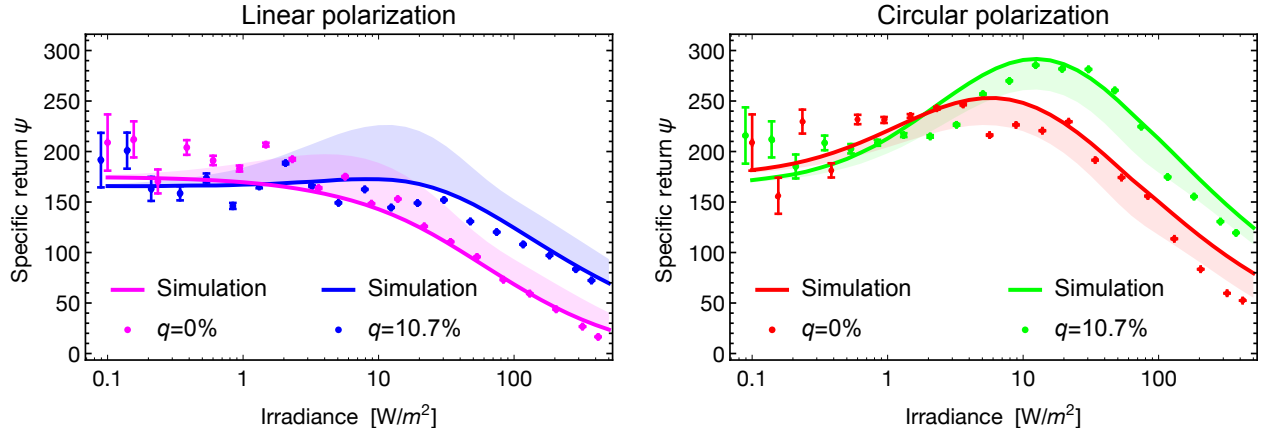 Linear polarization
Specific return ψ
300
250
200
150
100
50
0
Simulation
Simulation
q=0%
q=10.7%
0.1
1
10
100
Irradiance [W/m²]
Circular polarization
Specific return ψ
300
250
200
150
100
50
0
Simulation
Simulation
q=0%
q=10.7%
0.1
1
10
100
Irradiance [W/m²]